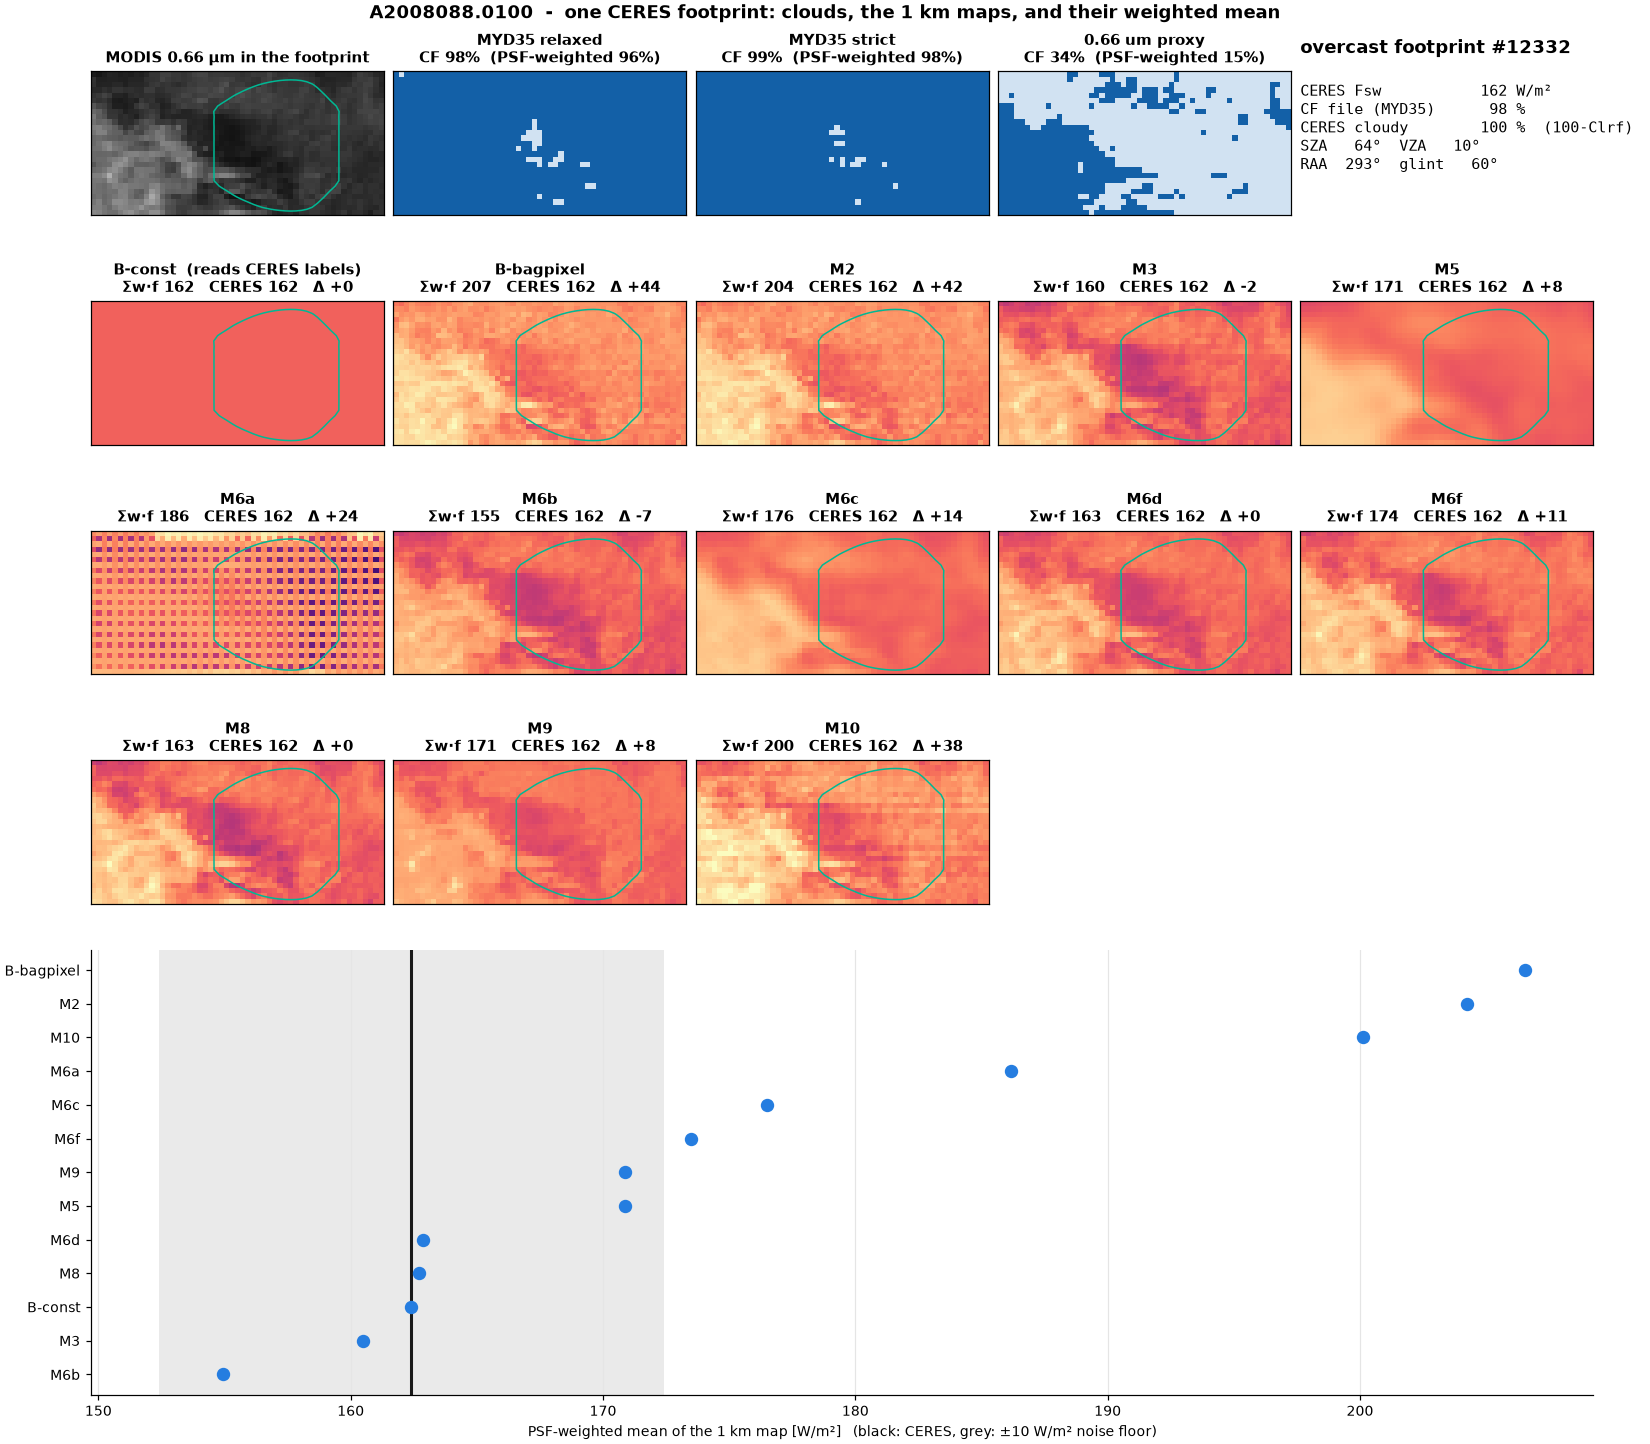 A2008088.0100 - one CERES footprint: clouds, the 1 km maps, and their weighted mean
MODIS 0.66 µm in the footprint
MYD35 relaxed
CF 98% (PSF-weighted 96%)
MYD35 strict
CF 99% (PSF-weighted 98%)
0.66 um proxy
CF 34% (PSF-weighted 15%)
overcast footprint #12332
CERES Fsw 162 W/m²
CF file (MYD35) 98 %
CERES cloudy 100 % (100-Clrf)
SZA 64° VZA 10°
RAA 293° glint 60°
B-const (reads CERES labels)
Σw·f 162 CERES 162 Δ +0
B-bagpixel
Σw·f 207 CERES 162 Δ +44
M2
Σw·f 204 CERES 162 Δ +42
M3
Σw·f 160 CERES 162 Δ -2
M5
Σw·f 171 CERES 162 Δ +8
M6a
Σw·f 186 CERES 162 Δ +24
M6b
Σw·f 155 CERES 162 Δ -7
M6c
Σw·f 176 CERES 162 Δ +14
M6d
Σw·f 163 CERES 162 Δ +0
M6f
Σw·f 174 CERES 162 Δ +11
M8
Σw·f 163 CERES 162 Δ +0
M9
Σw·f 171 CERES 162 Δ +8
M10
Σw·f 200 CERES 162 Δ +38
B-bagpixel
M2
M10
M6a
M6c
M6f
M9
M5
M6d
M8
B-const
M3
M6b
150 160 170 180 190 200
PSF-weighted mean of the 1 km map [W/m²] (black: CERES, grey: ±10 W/m² noise floor)